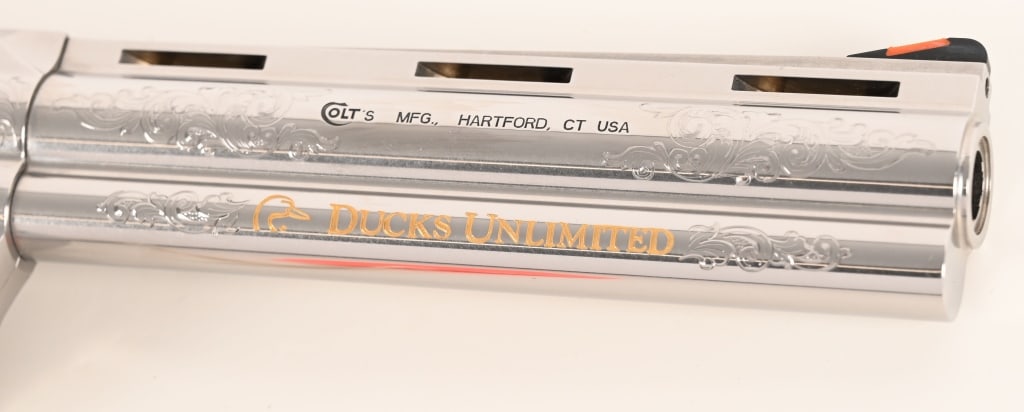 COLT'S MFG., HARTFORD, CT USA
DUCKS UNLIMITED